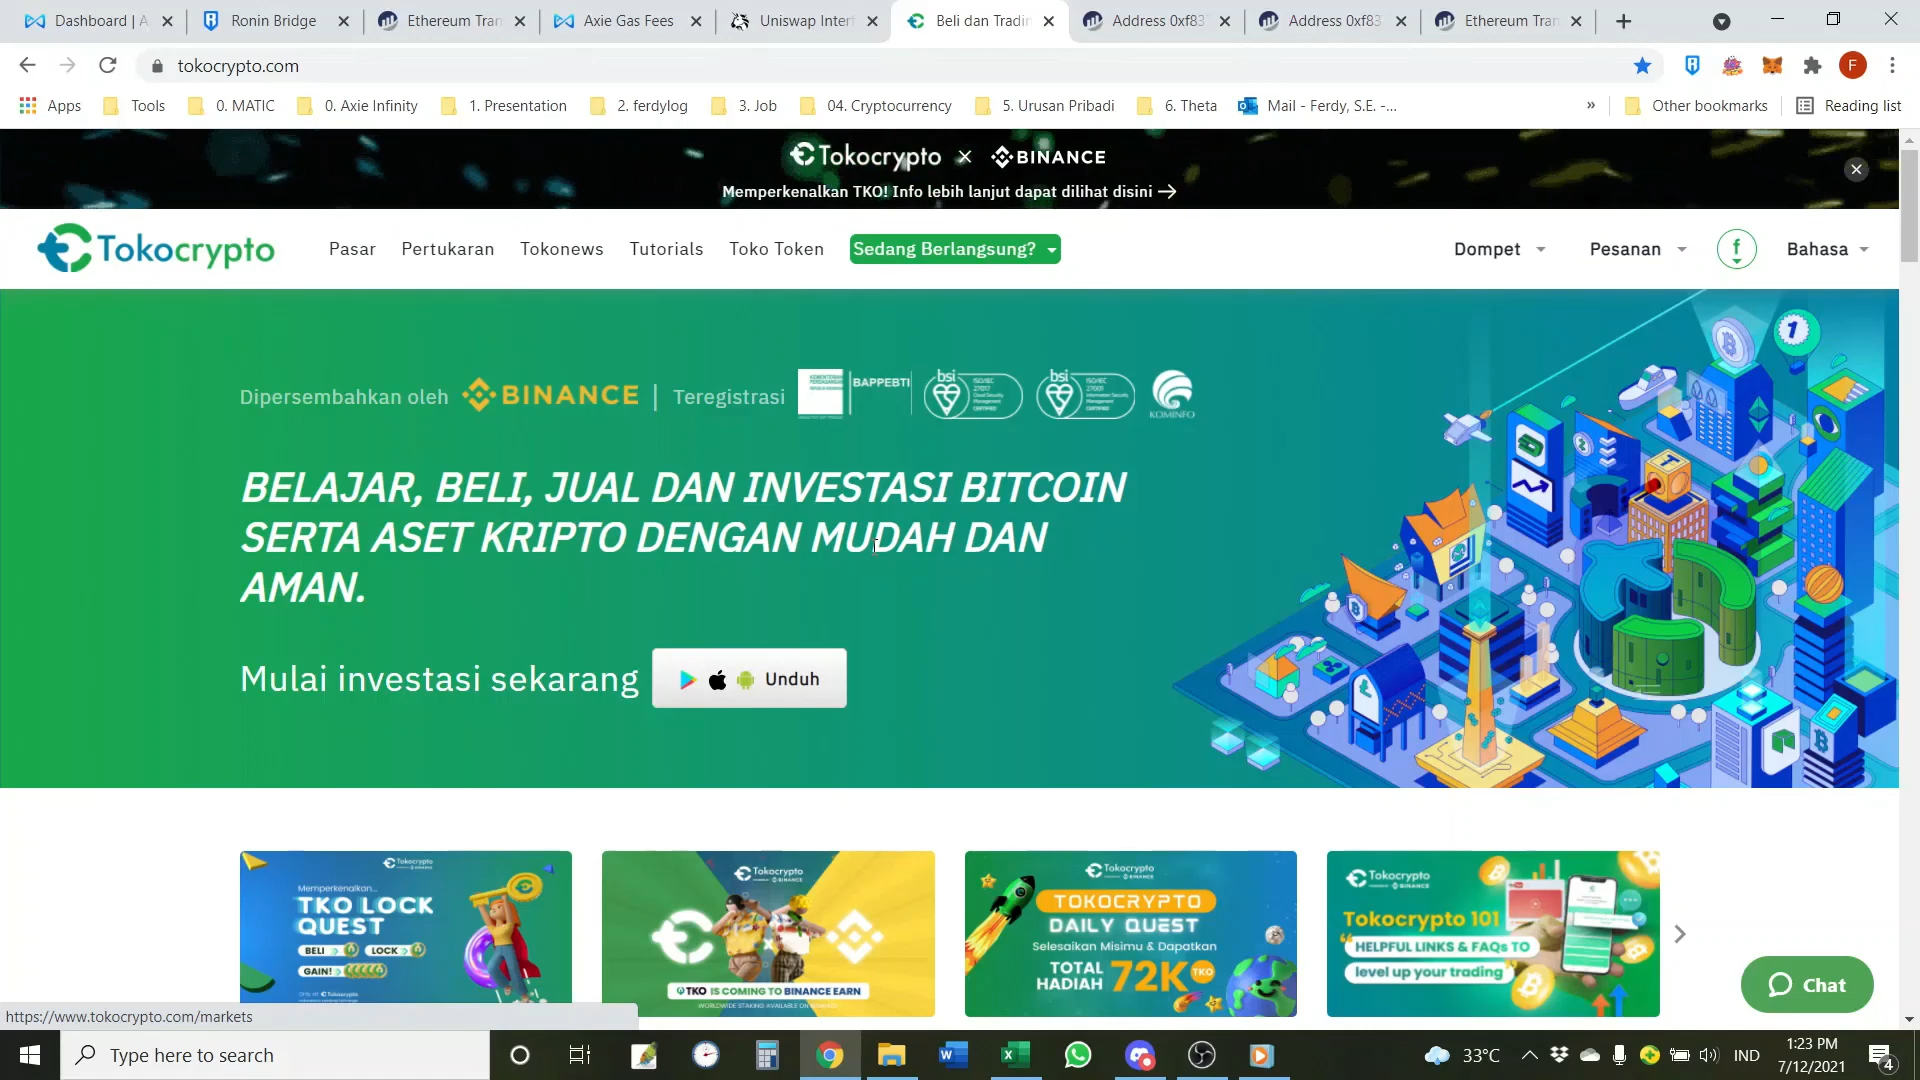 Dashboard | A
Ronin Bridge
Ethereum Tran
Axie Gas Fees
Uniswap Interf
Beli dan Tradin
Address 0xf83
Address 0xf83
Ethereum Tran
tokocrypto.com
F
Apps
Tools
0. MATIC
0. Axie Infinity
1. Presentation
2. ferdylog
3. Job
04. Cryptocurrency
5. Urusan Pribadi
6. Theta
Mail - Ferdy, S.E. -...
»
Other bookmarks
Reading list
Tokocrypto × BINANCE
Memperkenalkan TKO! Info lebih lanjut dapat dilihat disini →
Tokocrypto
Pasar
Pertukaran
Tokonews
Tutorials
Toko Token
Sedang Berlangsung?
Dompet
Pesanan
f
Bahasa
Dipersembahkan oleh BINANCE | Teregistrasi
BAPPEBTI
bsi
bsi
KOMINFO
BELAJAR, BELI, JUAL DAN INVESTASI BITCOIN
SERTA ASET KRIPTO DENGAN MUDAH DAN
AMAN.
Mulai investasi sekarang
Unduh
1
Tokocrypto
Memperkenalkan...
TKO LOCK
QUEST
BELI
LOCK
GAIN!
Tokocrypto
TKO IS COMING TO BINANCE EARN
Tokocrypto
TOKOCRYPTO
DAILY QUEST
Selesaikan Misimu & Dapatkan
TOTAL
HADIAH 72K TKO
Tokocrypto
Tokocrypto 101
HELPFUL LINKS & FAQs TO
level up your trading
Chat
https://www.tokocrypto.com/markets
Type here to search
33°C
IND
1:23 PM
7/12/2021
4